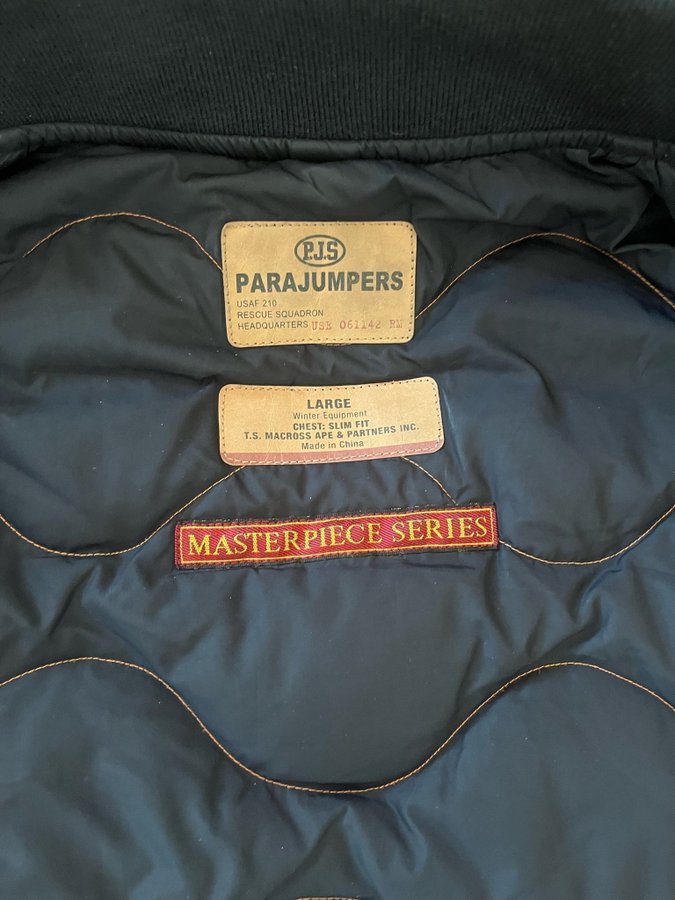 P.J.S
PARAJUMPERS
USAF 210
RESCUE SQUADRON
HEADQUARTERS USE 061142 RM
LARGE
Winter Equipment
CHEST: SLIM FIT
T.S. MACROSS APE & PARTNERS INC.
Made in China
MASTERPIECE SERIES